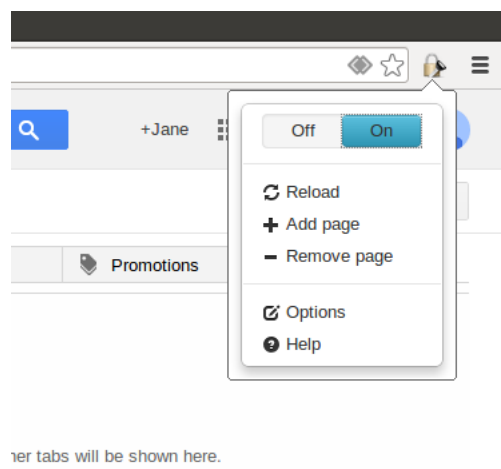 +Jane
Off On
Reload
Add page
Promotions
Remove page
Options
Help
her tabs will be shown here.